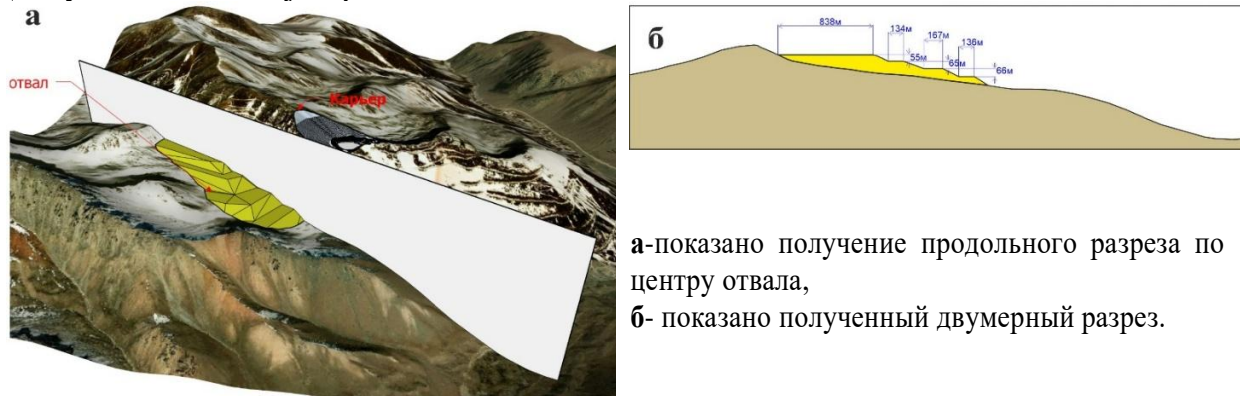 а
отвал
Карьер
б
838м
134м
167м
136м
55м
65м
66м
а-показано получение продольного разреза по
центру отвала,
б- показано полученный двумерный разрез.